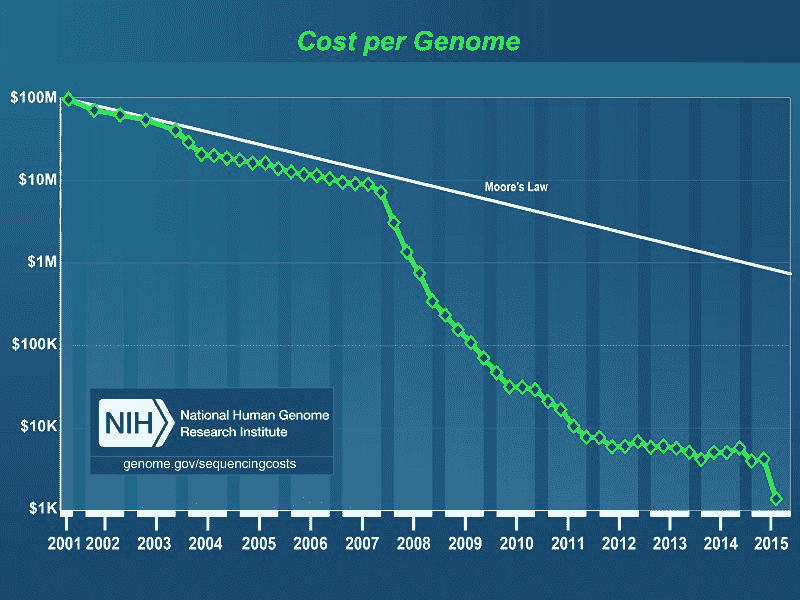 Cost per Genome
$100M
$10M
Moore's Law
$1M
$100K
NIH
National Human Genome
Research Institute
genome.gov/sequencingcosts
$10K
$1K
2001 2002 2003 2004 2005 2006 2007 2008 2009 2010 2011 2012 2013 2014 2015